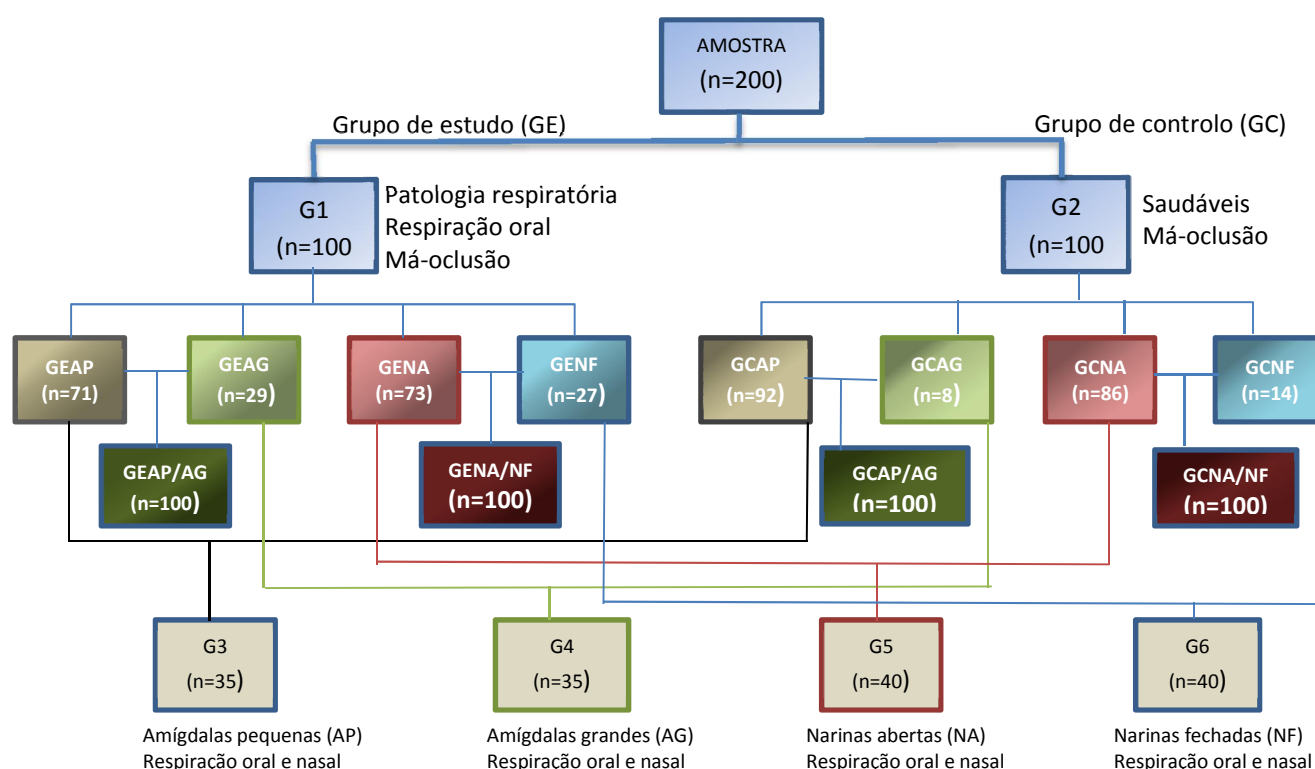 AMOSTRA
(n=200)
Grupo de estudo (GE)
Grupo de controlo (GC)
G1
(n=100
Patologia respiratória
Respiração oral
Má-oclusão
G2
(n=100
Saudáveis
Má-oclusão
GEAP
(n=71)
GEAG
(n=29)
GENA
(n=73)
GENF
(n=27)
GCAP
(n=92)
GCAG
(n=8)
GCNA
(n=86)
GCNF
(n=14)
GEAP/AG
(n=100)
GENA/NF
(n=100)
GCAP/AG
(n=100)
GCNA/NF
(n=100)
G3
(n=35)
G4
(n=35)
G5
(n=40)
G6
(n=40)
Amígdalas pequenas (AP)
Respiração oral e nasal
Amígdalas grandes (AG)
Respiração oral e nasal
Narinas abertas (NA)
Respiração oral e nasal
Narinas fechadas (NF)
Respiração oral e nasal